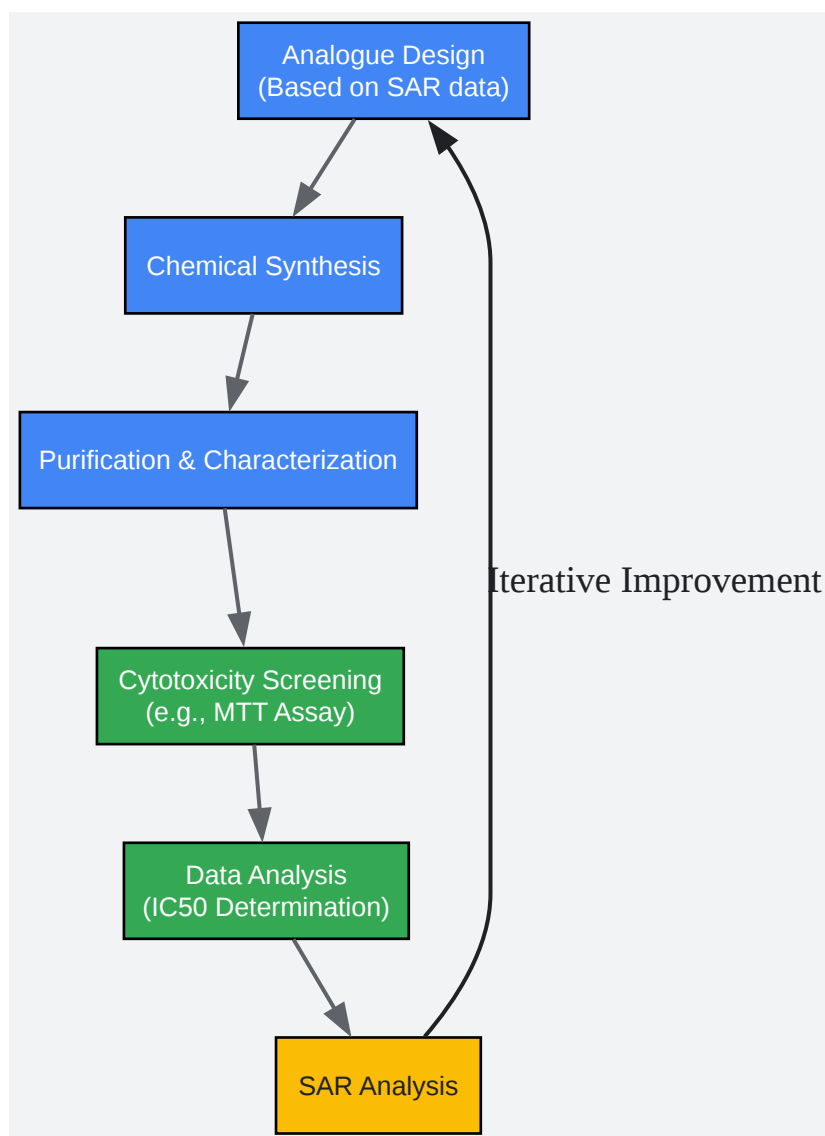 Analogue Design
(Based on SAR data)
Chemical Synthesis
Purification & Characterization
Iterative Improvement
Cytotoxicity Screening
(e.g., MTT Assay)
Data Analysis
(IC50 Determination)
SAR Analysis